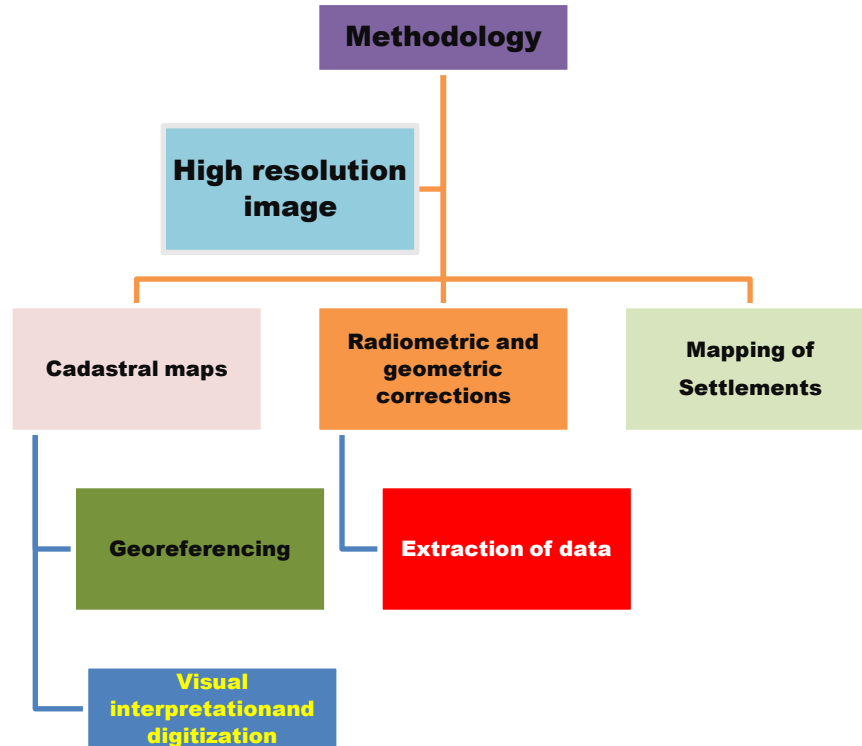 Methodology
High resolution
image
Cadastral maps
Radiometric and
geometric
corrections
Mapping of
Settlements
Georeferencing
Extraction of data
Visual
interpretationand
digitization